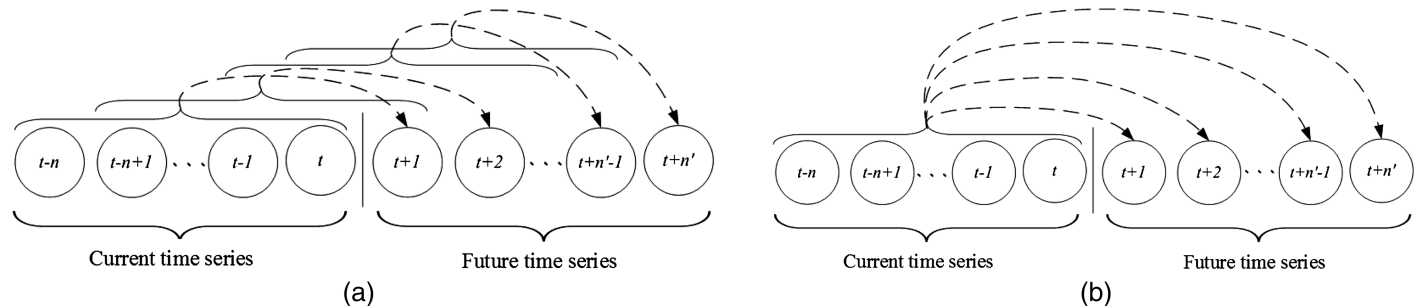 t-n t-n+1 ... t-1 t t+1 t+2 ... t+n'-1 t+n'
Current time series Future time series
(a)
t-n t-n+1 ... t-1 t t+1 t+2 ... t+n'-1 t+n'
Current time series Future time series
(b)